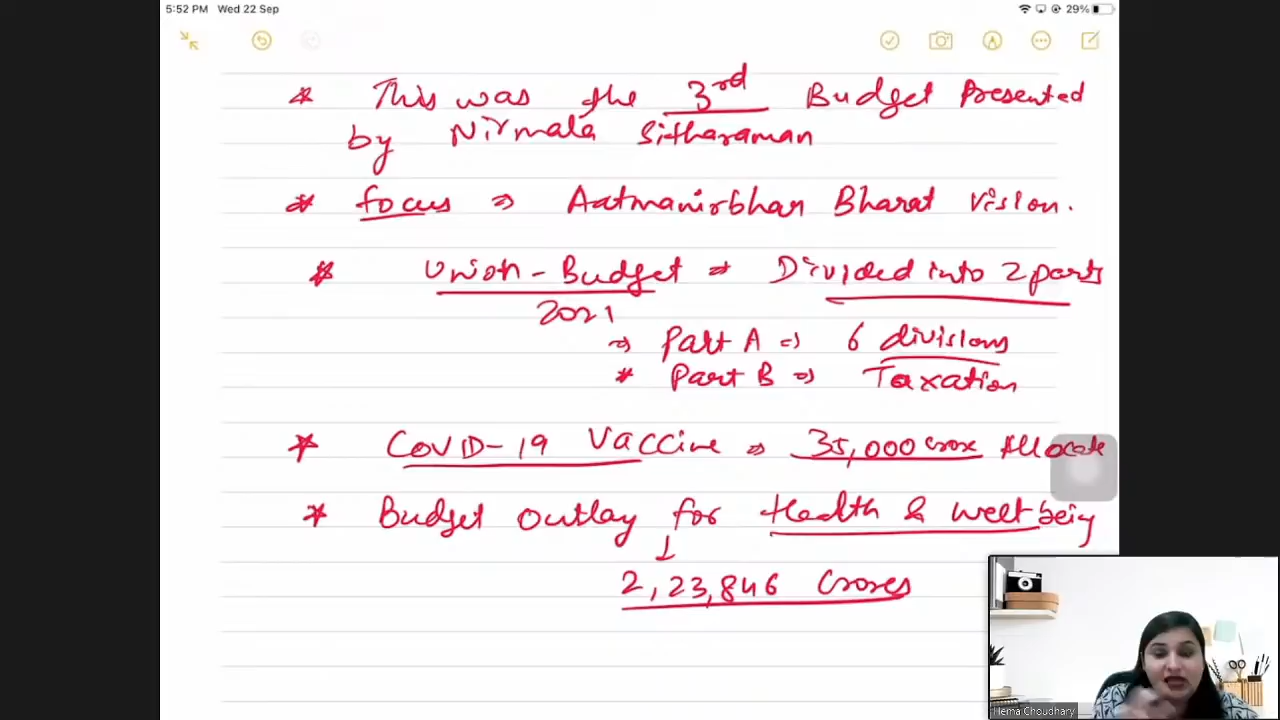 5:52 PM Wed 22 Sep 29%
* This was the 3rd Budget Presented
by Nirmala Sitharaman
* focus ⇒ Aatmanirbhar Bharat Vision.
* Union-Budget ⇒ Divided into 2 parts
2021
⇒ Part A ⇒ 6 divisions
* Part B ⇒ Taxation
* COVID-19 Vaccine ⇒ 35,000 crore Allocate
* Budget Outlay for Health & well being
↓
2,23,846 Crores
Hema Choudhary